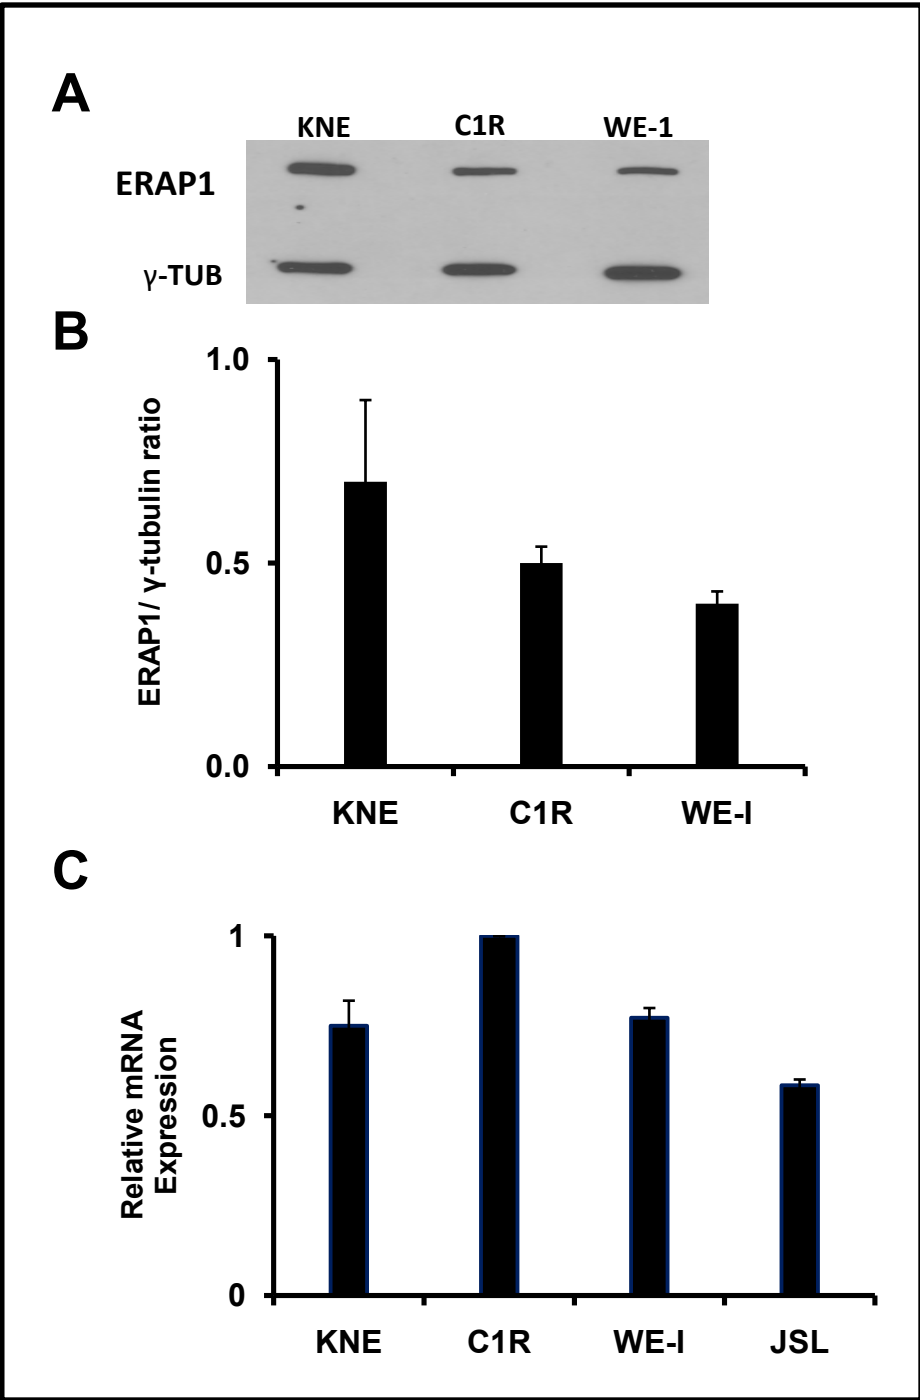 A
KNE C1R WE-1
ERAP1
γ-TUB
B
ERAP1/ γ-tubulin ratio
1.0
0.5
0.0
KNE C1R WE-I
C
Relative mRNA
Expression
1
0.5
0
KNE C1R WE-I JSL